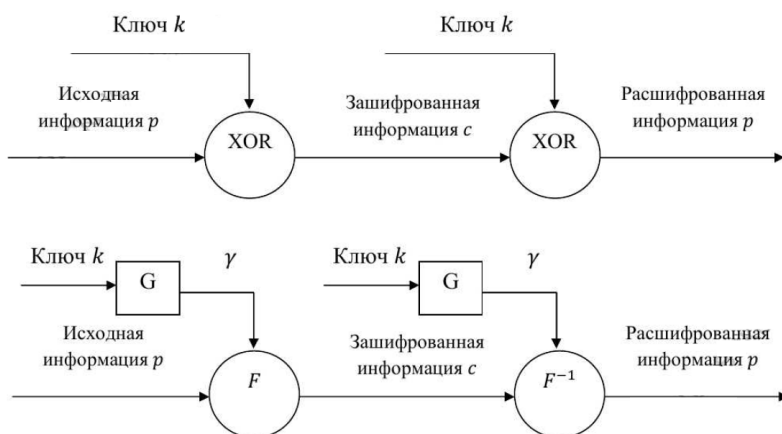 Ключ k
Ключ k
Исходная
информация p
XOR
Зашифрованная
информация c
XOR
Расшифрованная
информация p
Ключ k
G
γ
Ключ k
G
γ
Исходная
информация p
F
Зашифрованная
информация c
F⁻¹
Расшифрованная
информация p